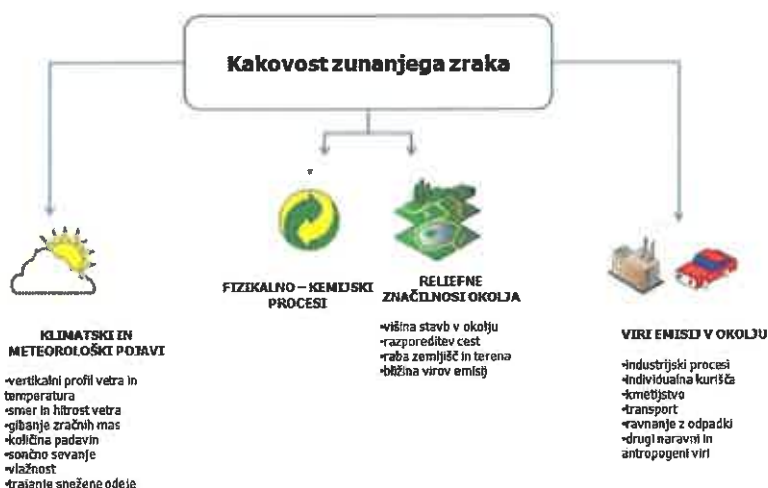 Kakovost zunanjega zraka
KLIMATSKI IN
METEOROLOŠKI POJAVI
•vertikalni profil vetra in
temperatura
•smer in hitrost vetra
•gibanje zračnih mas
•količina padavin
•sončno sevanje
•vlažnost
•trajanje snežene odeje
FIZIKALNO – KEMIJSKI
PROCESI
RELIEFNE
ZNAČILNOSI OKOLJA
•višina stavb v okolju
•razporeditev cest
•raba zemljišč in terena
•bližina virov emisij
VIRI EMISIJ V OKOLJU
•industrijski procesi
•individualna kurišča
•kmetijstvo
•transport
•ravnanje z odpadki
•drugi naravni in
antropogeni viri